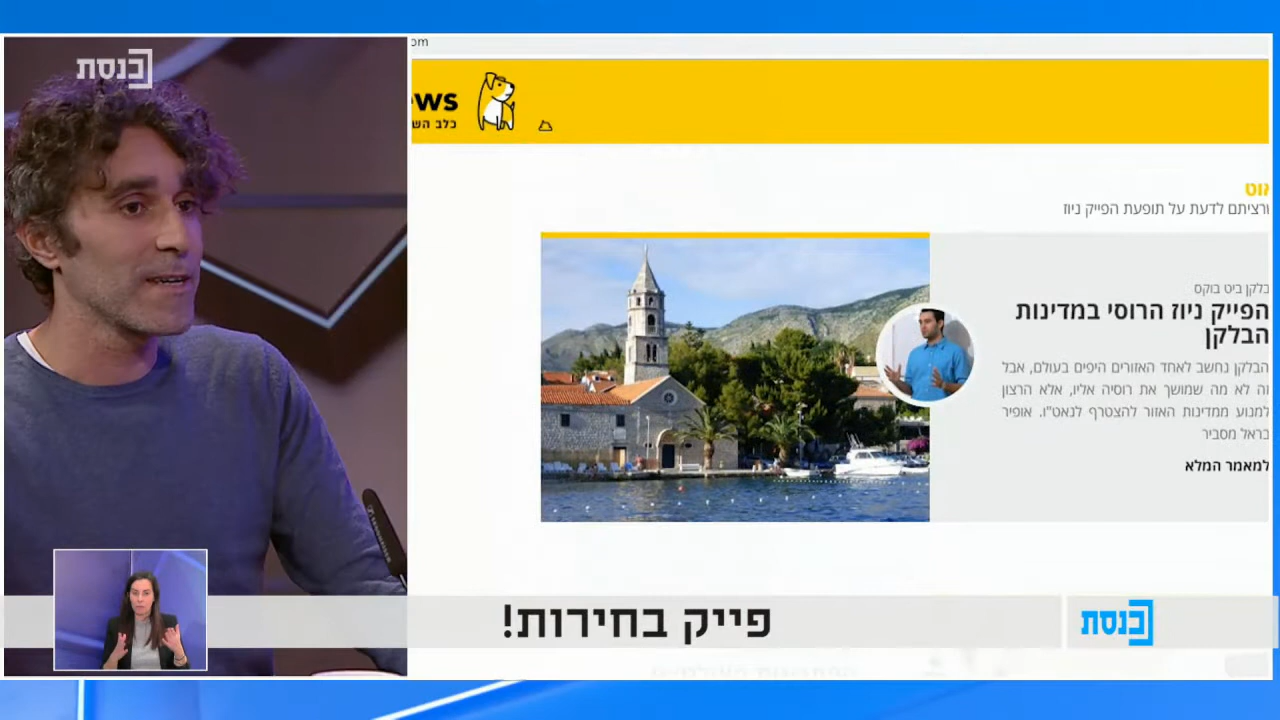 כנסת
om
ews
כלב הש
אוט
ורציתם לדעת על תופעת הפייק ניוז
בלקן ביט בוקס
הפייק ניוז הרוסי במדינות
הבלקן
הבלקן נחשב לאחד האזורים היפים בעולם, אבל
זה לא מה שמושך את רוסיה אליו, אלא הרצון
למנוע ממדינות האזור להצטרף לנאט"ו. אופיר
בראל מסביר
למאמר המלא
פייק בחירות!
כנסת